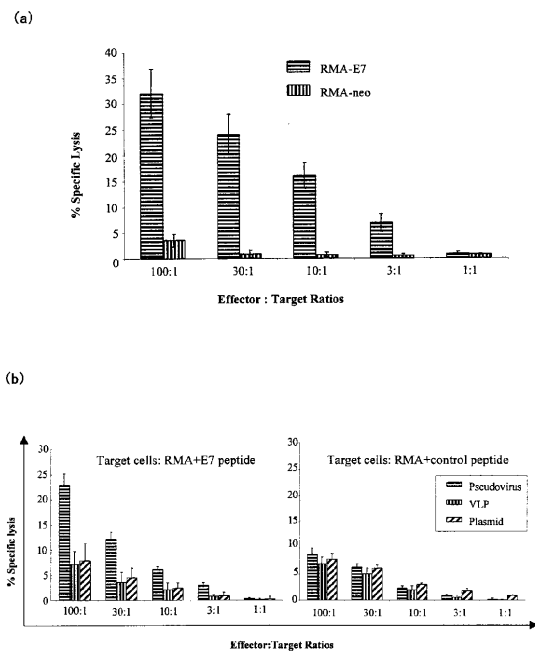 (a)
40
35
30
25
20
15
10
5
0
% Specific Lysis
RMA-E7
RMA-neo
100:1 30:1 10:1 3:1 1:1
Effector : Target Ratios
(b)
Target cells: RMA+E7 peptide
30
25
20
15
10
5
0
% Specific lysis
100:1 30:1 10:1 3:1 1:1
Target cells: RMA+control peptide
30
25
20
15
10
5
0
Pscudovirus
VLP
Plasmid
100:1 30:1 10:1 3:1 1:1
Effector:Target Ratios